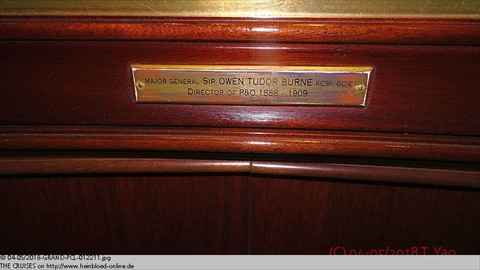 MAJOR GENERAL SIR OWEN TUDOR BURNE KCSI. GCIE.
DIRECTOR OF P&O 1888 - 1909.
(C) 04-05/2018T. Yao
© 04-05/2018-GRAND-PCL-012211.jpg
THE CRUISES on http://www.heinbloed-online.de